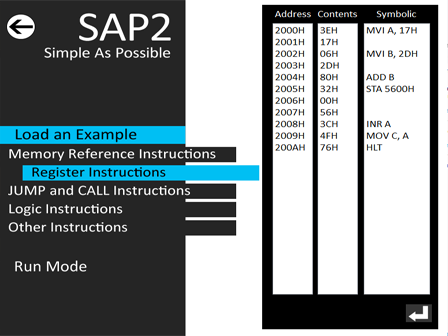 SAP2
Simple As Possible
Load an Example
Memory Reference Instructions
Register Instructions
JUMP and CALL Instructions
Logic Instructions
Other Instructions
Run Mode
Address Contents Symbolic
2000H 3EH MVI A, 17H
2001H 17H
2002H 06H MVI B, 2DH
2003H 2DH
2004H 80H ADD B
2005H 32H STA 5600H
2006H 00H
2007H 56H
2008H 3CH INR A
2009H 4FH MOV C, A
200AH 76H HLT